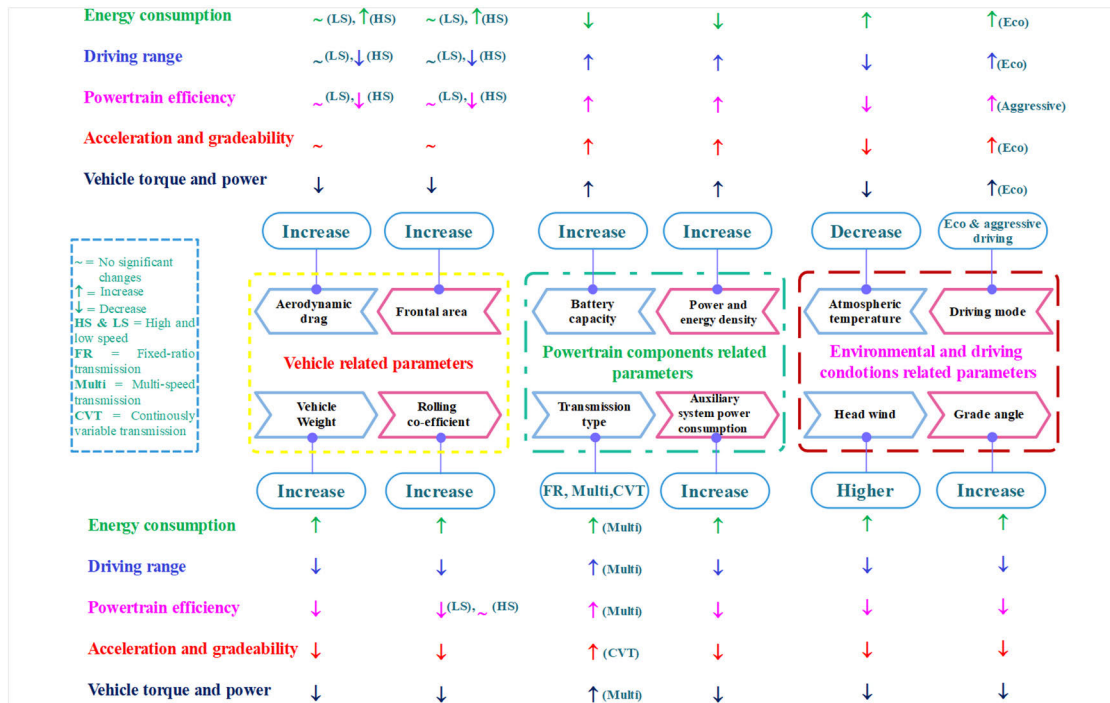 Energy consumption ~ (LS), ↑(HS) ~ (LS), ↑(HS) ↓ ↓ ↑ ↑(Eco)
Driving range ~(LS), ↓(HS) ~(LS), ↓(HS) ↑ ↑ ↓ ↑(Eco)
Powertrain efficiency ~(LS), ↓(HS) ~(LS), ↓(HS) ↑ ↑ ↓ ↑(Aggressive)
Acceleration and gradeability ~ ~ ↑ ↑ ↓ ↑(Eco)
Vehicle torque and power ↓ ↓ ↑ ↑ ↓ ↑(Eco)
Increase Increase Increase Increase Decrease Eco & aggressive
driving
~ = No significant
changes
↑ = Increase
↓ = Decrease
HS & LS = High and
low speed
FR = Fixed-ratio
transmission
Multi = Multi-speed
transmission
CVT = Continously
variable transmission
Aerodynamic
drag
Frontal area
Vehicle related parameters
Vehicle
Weight
Rolling
co-efficient
Battery
capacity
Power and
energy density
Powertrain components related
parameters
Transmission
type
Auxiliary
system power
consumption
Atmospheric
temperature
Driving mode
Environmental and driving
condotions related parameters
Head wind
Grade angle
Increase Increase FR, Multi,CVT Increase Higher Increase
Energy consumption ↑ ↑ ↑(Multi) ↑ ↑ ↑
Driving range ↓ ↓ ↑(Multi) ↓ ↓ ↓
Powertrain efficiency ↓ ↓(LS), ~ (HS) ↑(Multi) ↓ ↓ ↓
Acceleration and gradeability ↓ ↓ ↑(CVT) ↓ ↓ ↓
Vehicle torque and power ↓ ↓ ↑(Multi) ↓ ↓ ↓